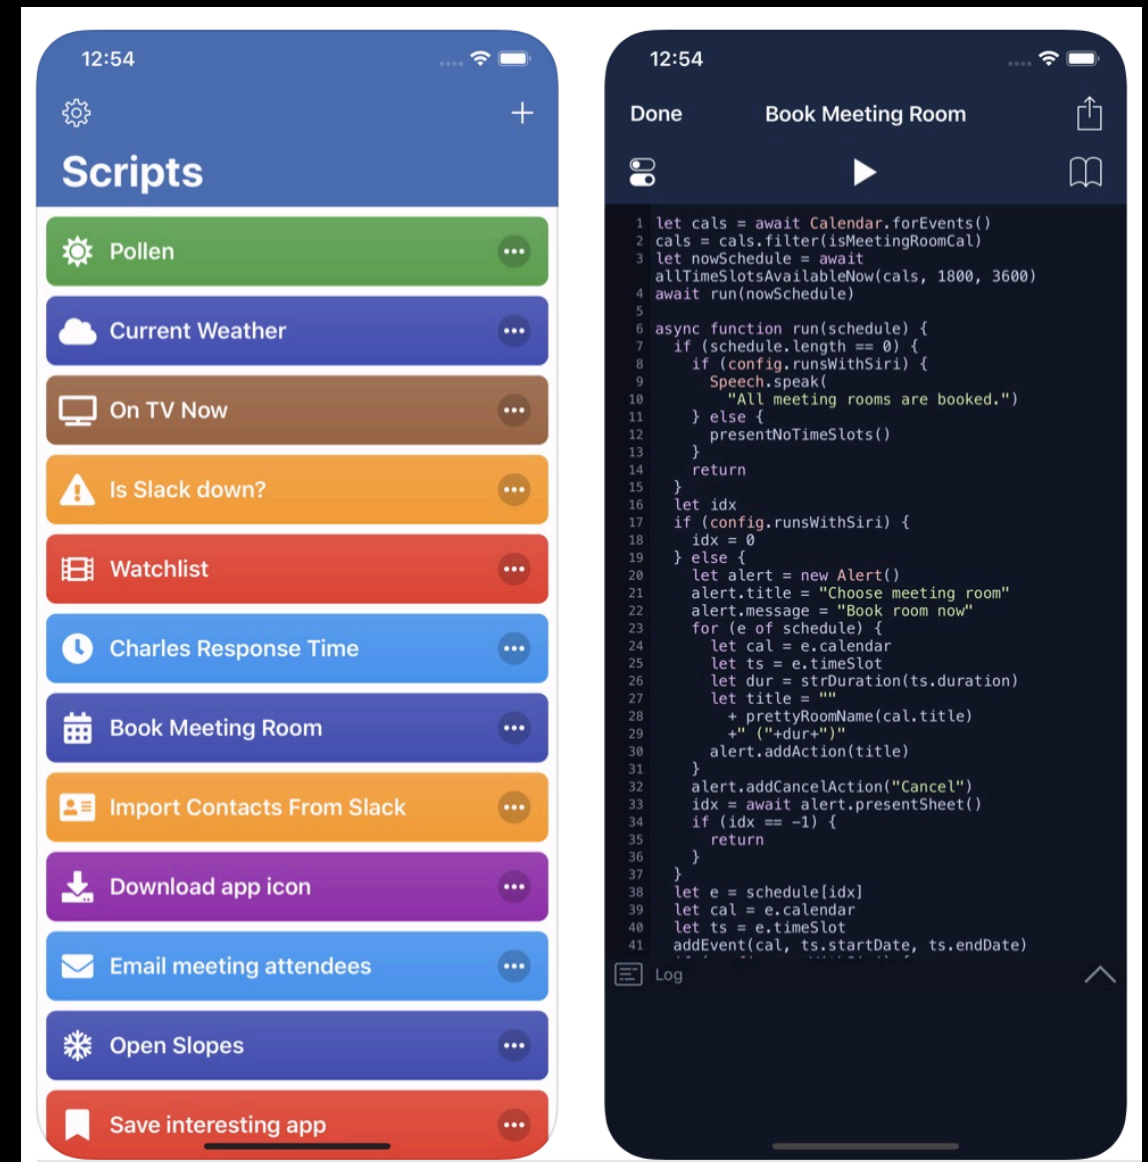 12:54
Scripts
Pollen
Current Weather
On TV Now
Is Slack down?
Watchlist
Charles Response Time
Book Meeting Room
Import Contacts From Slack
Download app icon
Email meeting attendees
Open Slopes
Save interesting app
12:54
Done Book Meeting Room
1 let cals = await Calendar.forEvents()
2 cals = cals.filter(isMeetingRoomCal)
3 let nowSchedule = await
allTimeSlotsAvailableNow(cals, 1800, 3600)
4 await run(nowSchedule)
5
6 async function run(schedule) {
7   if (schedule.length == 0) {
8     if (config.runsWithSiri) {
9       Speech.speak(
10         "All meeting rooms are booked.")
11     } else {
12       presentNoTimeSlots()
13     }
14     return
15   }
16   let idx
17   if (config.runsWithSiri) {
18     idx = 0
19   } else {
20     let alert = new Alert()
21     alert.title = "Choose meeting room"
22     alert.message = "Book room now"
23     for (e of schedule) {
24       let cal = e.calendar
25       let ts = e.timeSlot
26       let dur = strDuration(ts.duration)
27       let title = ""
28         + prettyRoomName(cal.title)
29         +" ("+dur+")"
30       alert.addAction(title)
31     }
32     alert.addCancelAction("Cancel")
33     idx = await alert.presentSheet()
34     if (idx == -1) {
35       return
36     }
37   }
38   let e = schedule[idx]
39   let cal = e.calendar
40   let ts = e.timeSlot
41   addEvent(cal, ts.startDate, ts.endDate)
Log